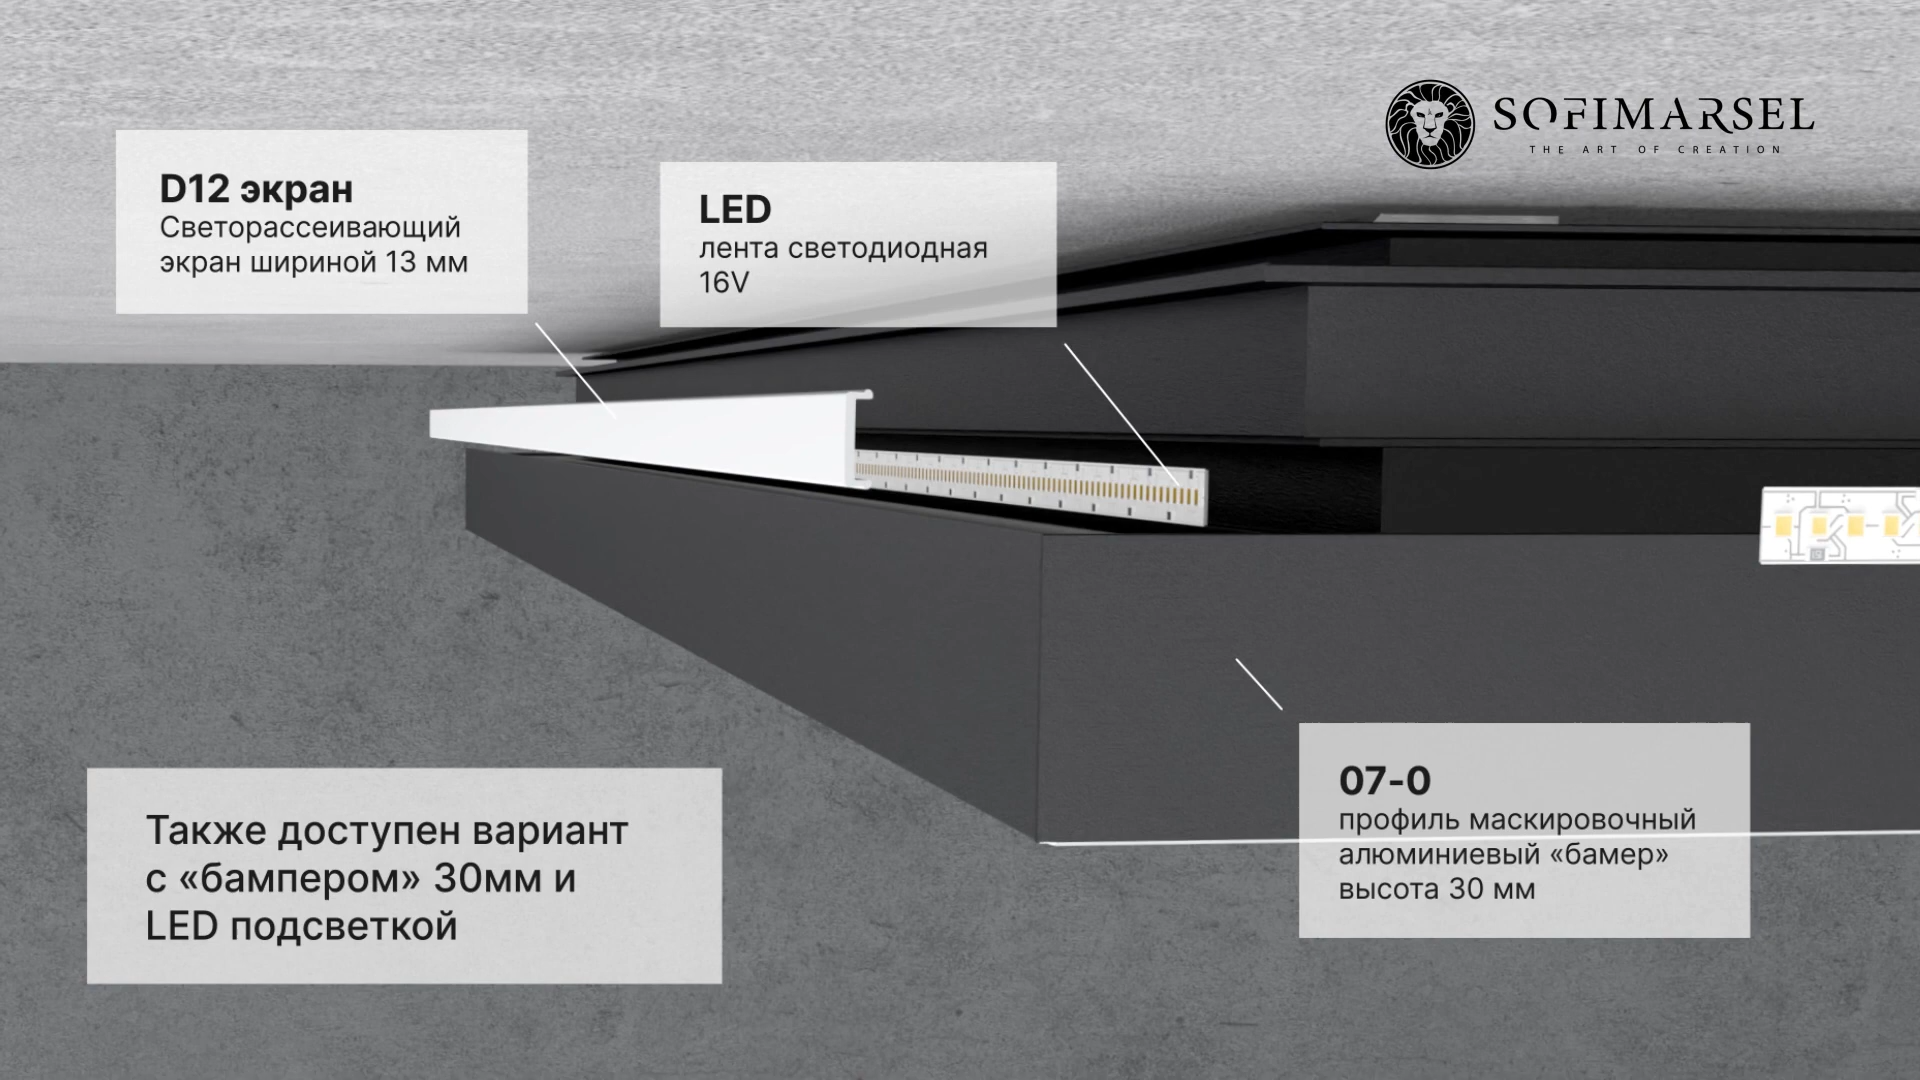 SOFIMARSEL
THE ART OF CREATION
D12 экран
Светорассеивающий
экран шириной 13 мм
LED
лента светодиодная
16V
07-0
профиль маскировочный
алюминиевый «бамер»
высота 30 мм
Также доступен вариант
с «бампером» 30мм и
LED подсветкой